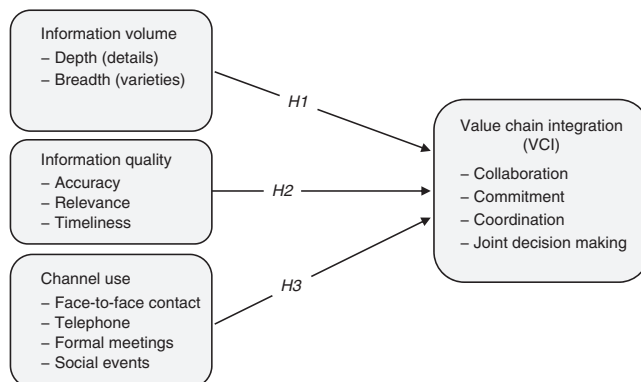 Information volume
– Depth (details)
– Breadth (varieties)
H1
Information quality
– Accuracy
– Relevance
– Timeliness
H2
Channel use
– Face-to-face contact
– Telephone
– Formal meetings
– Social events
H3
Value chain integration
(VCI)
– Collaboration
– Commitment
– Coordination
– Joint decision making